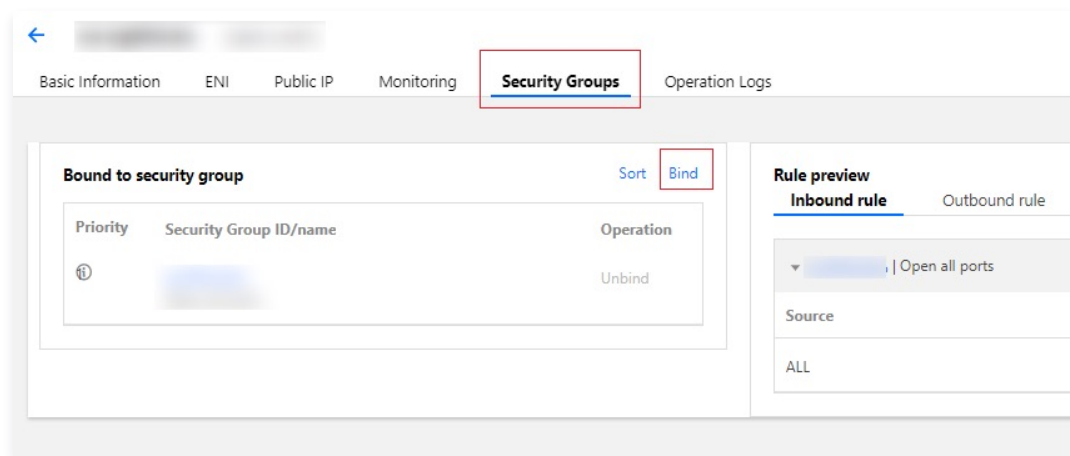 Basic Information ENI Public IP Monitoring Security Groups Operation Logs
Bound to security group Sort Bind
Priority Security Group ID/name Operation
Unbind
Rule preview
Inbound rule Outbound rule
| Open all ports
Source
ALL